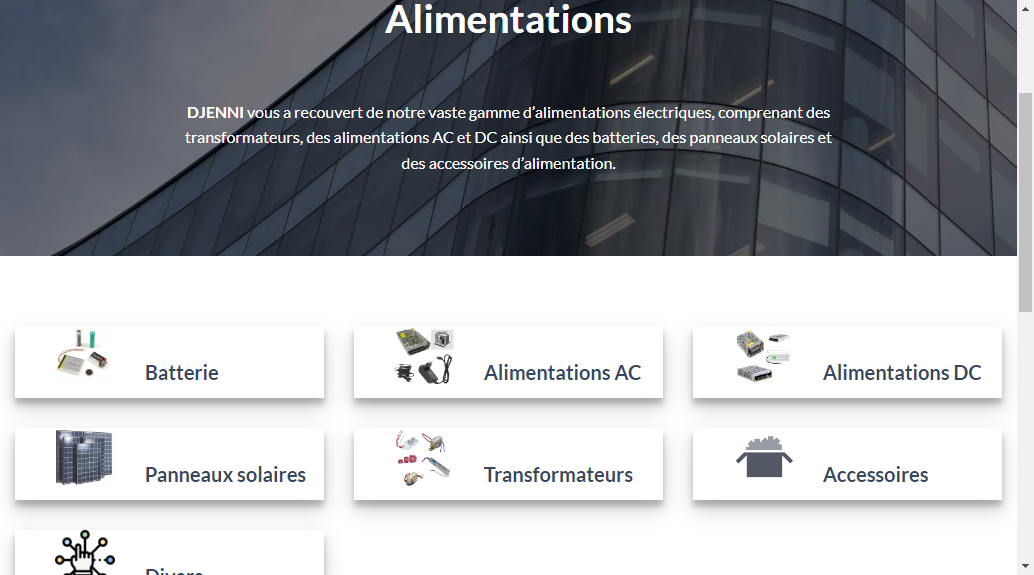 Alimentations
DJENNI vous a recouvert de notre vaste gamme d’alimentations électriques, comprenant des
transformateurs, des alimentations AC et DC ainsi que des batteries, des panneaux solaires et
des accessoires d’alimentation.
Batterie
Alimentations AC
Alimentations DC
Panneaux solaires
Transformateurs
Accessoires
Divers